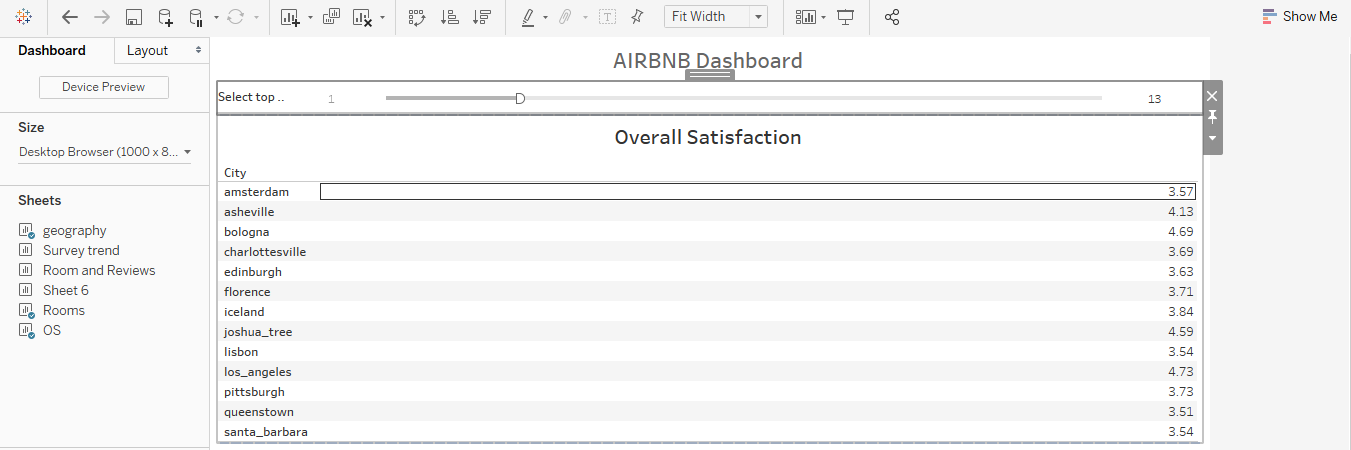 Fit Width
Show Me
Dashboard
Layout
Device Preview
Size
Desktop Browser (1000 x 8...
Sheets
geography
Survey trend
Room and Reviews
Sheet 6
Rooms
OS
AIRBNB Dashboard
Select top .. 1 13
Overall Satisfaction
City
amsterdam 3.57
asheville 4.13
bologna 4.69
charlottesville 3.69
edinburgh 3.63
florence 3.71
iceland 3.84
joshua_tree 4.59
lisbon 3.54
los_angeles 4.73
pittsburgh 3.73
queenstown 3.51
santa_barbara 3.54